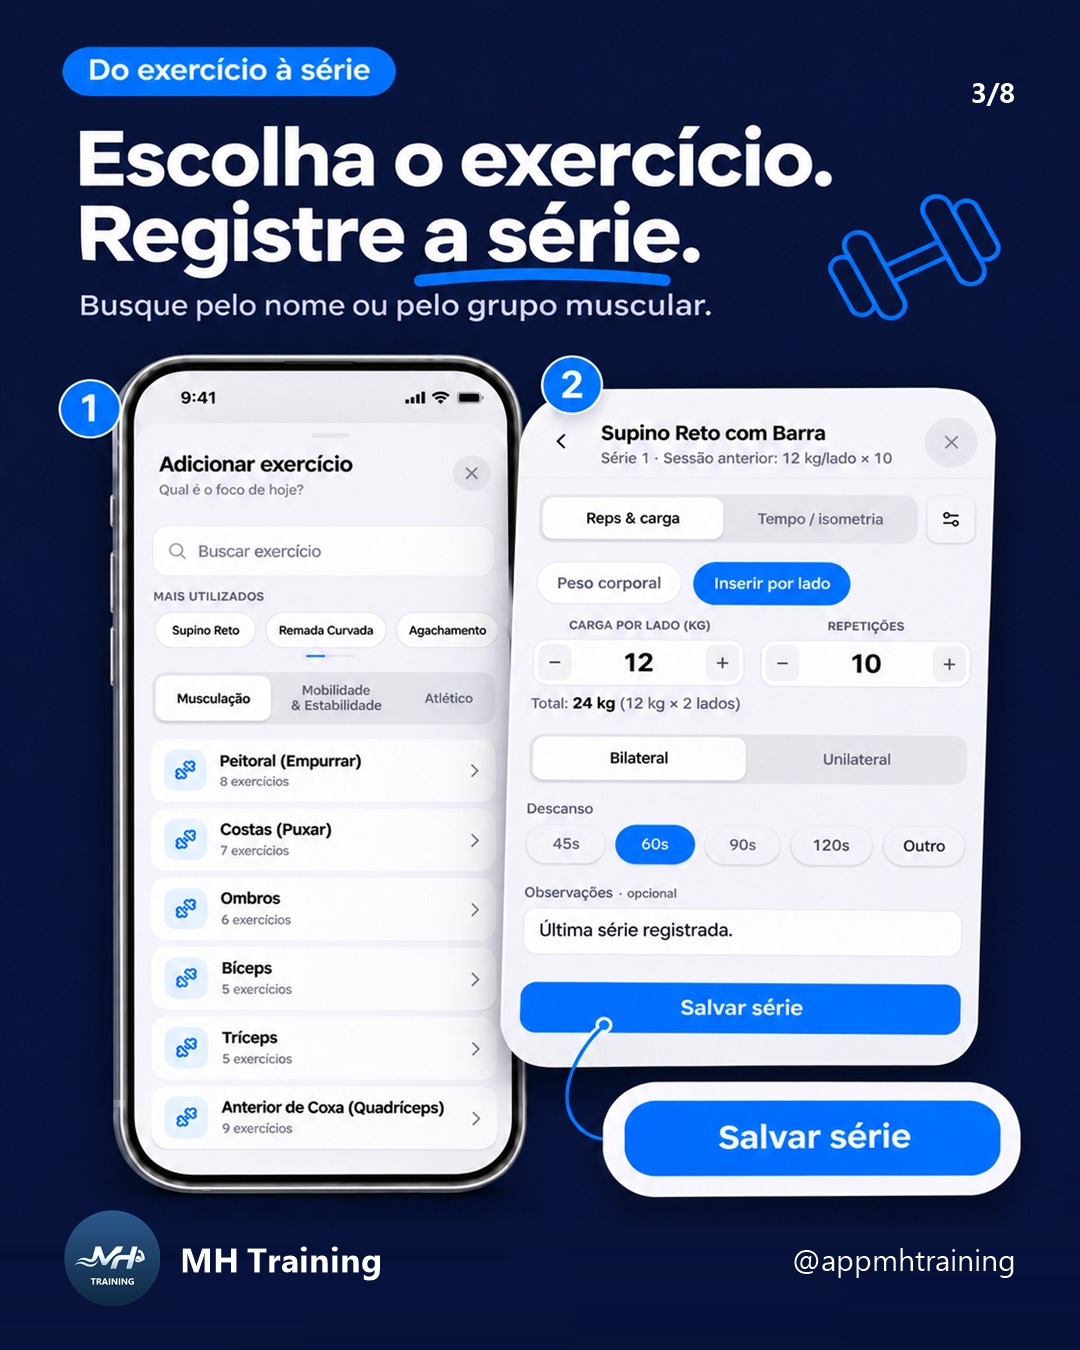 Do exercício à série
3/8
Escolha o exercício.
Registre a série.
Busque pelo nome ou pelo grupo muscular.
1
9:41
Adicionar exercício
Qual é o foco de hoje?
Buscar exercício
MAIS UTILIZADOS
Supino Reto
Remada Curvada
Agachamento
Musculação
Mobilidade
& Estabilidade
Atlético
Peitoral (Empurrar)
8 exercícios
Costas (Puxar)
7 exercícios
Ombros
6 exercícios
Bíceps
5 exercícios
Tríceps
5 exercícios
Anterior de Coxa (Quadríceps)
9 exercícios
2
Supino Reto com Barra
Série 1 · Sessão anterior: 12 kg/lado × 10
Reps & carga
Tempo / isometria
Peso corporal
Inserir por lado
CARGA POR LADO (KG)
REPETIÇÕES
− 12 +
− 10 +
Total: 24 kg (12 kg × 2 lados)
Bilateral
Unilateral
Descanso
45s
60s
90s
120s
Outro
Observações · opcional
Última série registrada.
Salvar série
Salvar série
MH
TRAINING
MH Training
@appmhtraining